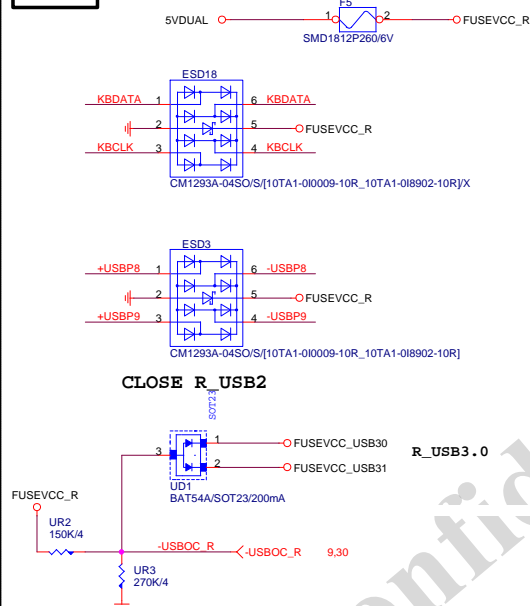 F5
5VDUAL
1
2
FUSEVCC_R
SMD1812P260/6V
ESD18
KBDATA
1
6
KBDATA
2
5
FUSEVCC_R
KBCLK
3
4
KBCLK
CM1293A-04SO/S/[10TA1-0I0009-10R_10TA1-0I8902-10R]/X
ESD3
+USBP8
1
6
-USBP8
2
5
FUSEVCC_R
+USBP9
3
4
-USBP9
CM1293A-04SO/S/[10TA1-0I0009-10R_10TA1-0I8902-10R]
CLOSE R_USB2
SOT23
3
1
FUSEVCC_USB30
R_USB3.0
2
FUSEVCC_USB31
UD1
BAT54A/SOT23/200mA
FUSEVCC_R
UR2
150K/4
-USBOC_R
-USBOC_R
9,30
UR3
270K/4